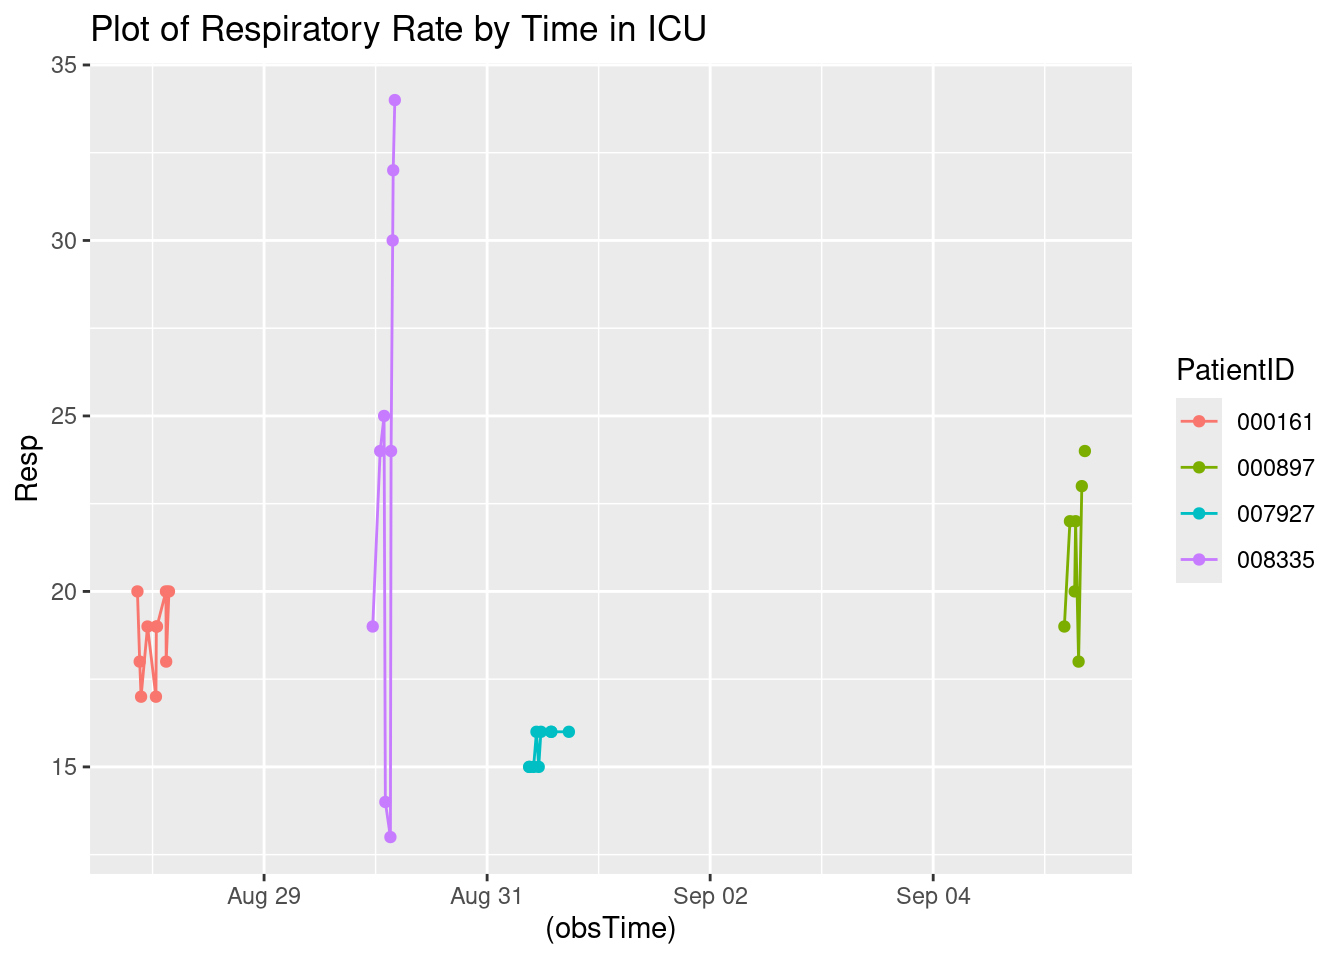 Plot of Respiratory Rate by Time in ICU
35
30
25
20
15
Resp
Aug 29
Aug 31
Sep 02
Sep 04
(obsTime)
PatientID
000161
000897
007927
008335